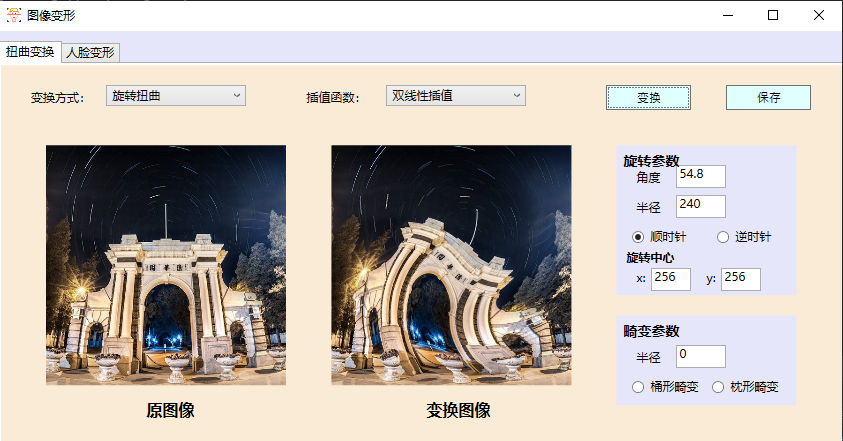 图像变形
扭曲变换 人脸变形
变换方式： 旋转扭曲 插值函数： 双线性插值 变换 保存
旋转参数
角度 54.8
半径 240
顺时针 逆时针
旋转中心
x: 256 y: 256
畸变参数
半径 0
桶形畸变 枕形畸变
原图像 变换图像